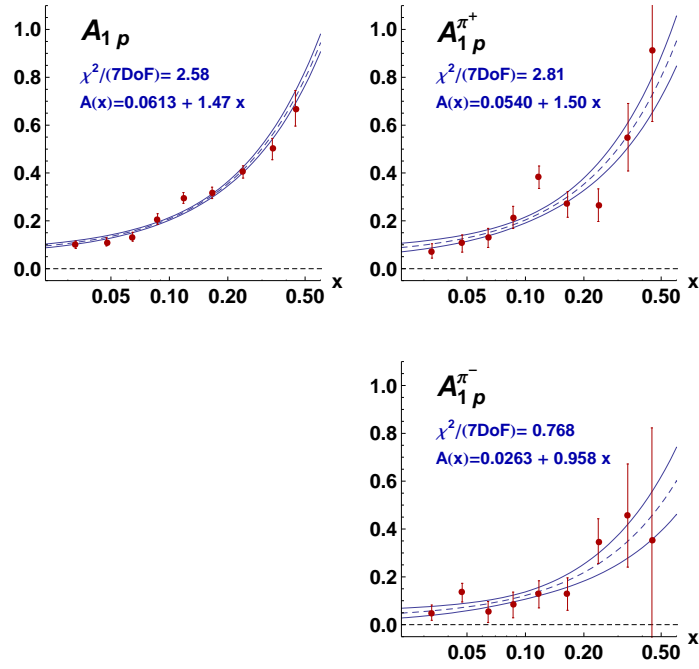 A1 p
χ²/(7DoF)= 2.58
A(x)=0.0613 + 1.47 x
1.0
0.8
0.6
0.4
0.2
0.0
0.05 0.10 0.20 0.50 x
A1 p π+
χ²/(7DoF)= 2.81
A(x)=0.0540 + 1.50 x
1.0
0.8
0.6
0.4
0.2
0.0
0.05 0.10 0.20 0.50 x
A1 p π−
χ²/(7DoF)= 0.768
A(x)=0.0263 + 0.958 x
1.0
0.8
0.6
0.4
0.2
0.0
0.05 0.10 0.20 0.50 x